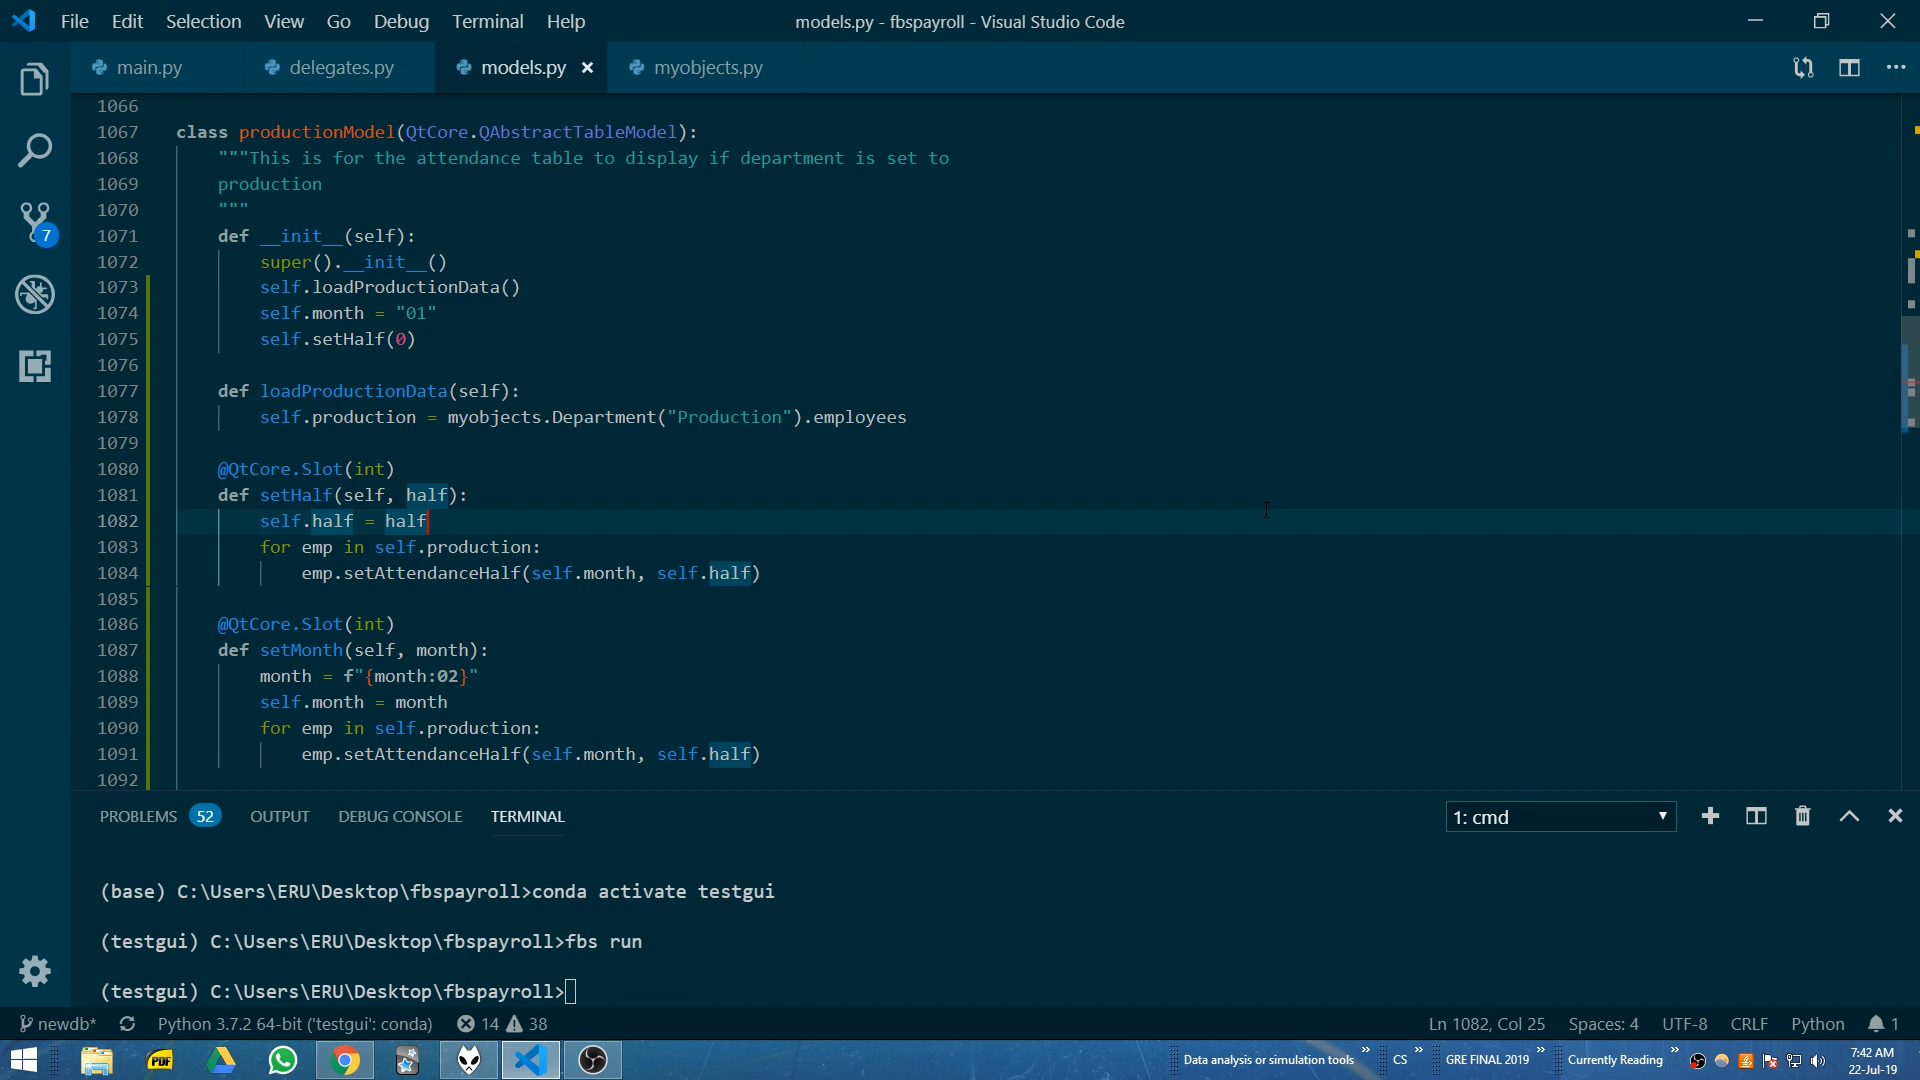 File Edit Selection View Go Debug Terminal Help models.py - fbspayroll - Visual Studio Code
main.py delegates.py models.py myobjects.py
1066
1067 class productionModel(QtCore.QAbstractTableModel):
1068 """This is for the attendance table to display if department is set to
1069 production
1070 """
1071 def __init__(self):
1072 super().__init__()
1073 self.loadProductionData()
1074 self.month = "01"
1075 self.setHalf(0)
1076
1077 def loadProductionData(self):
1078 self.production = myobjects.Department("Production").employees
1079
1080 @QtCore.Slot(int)
1081 def setHalf(self, half):
1082 self.half = half
1083 for emp in self.production:
1084 emp.setAttendanceHalf(self.month, self.half)
1085
1086 @QtCore.Slot(int)
1087 def setMonth(self, month):
1088 month = f"{month:02}"
1089 self.month = month
1090 for emp in self.production:
1091 emp.setAttendanceHalf(self.month, self.half)
1092
7
PROBLEMS 52 OUTPUT DEBUG CONSOLE TERMINAL 1: cmd
(base) C:\Users\ERU\Desktop\fbspayroll>conda activate testgui
(testgui) C:\Users\ERU\Desktop\fbspayroll>fbs run
(testgui) C:\Users\ERU\Desktop\fbspayroll>
newdb* Python 3.7.2 64-bit ('testgui': conda) 14 38 Ln 1082, Col 25 Spaces: 4 UTF-8 CRLF Python 1
PDF Data analysis or simulation tools CS GRE FINAL 2019 Currently Reading 7:42 AM
22-Jul-19